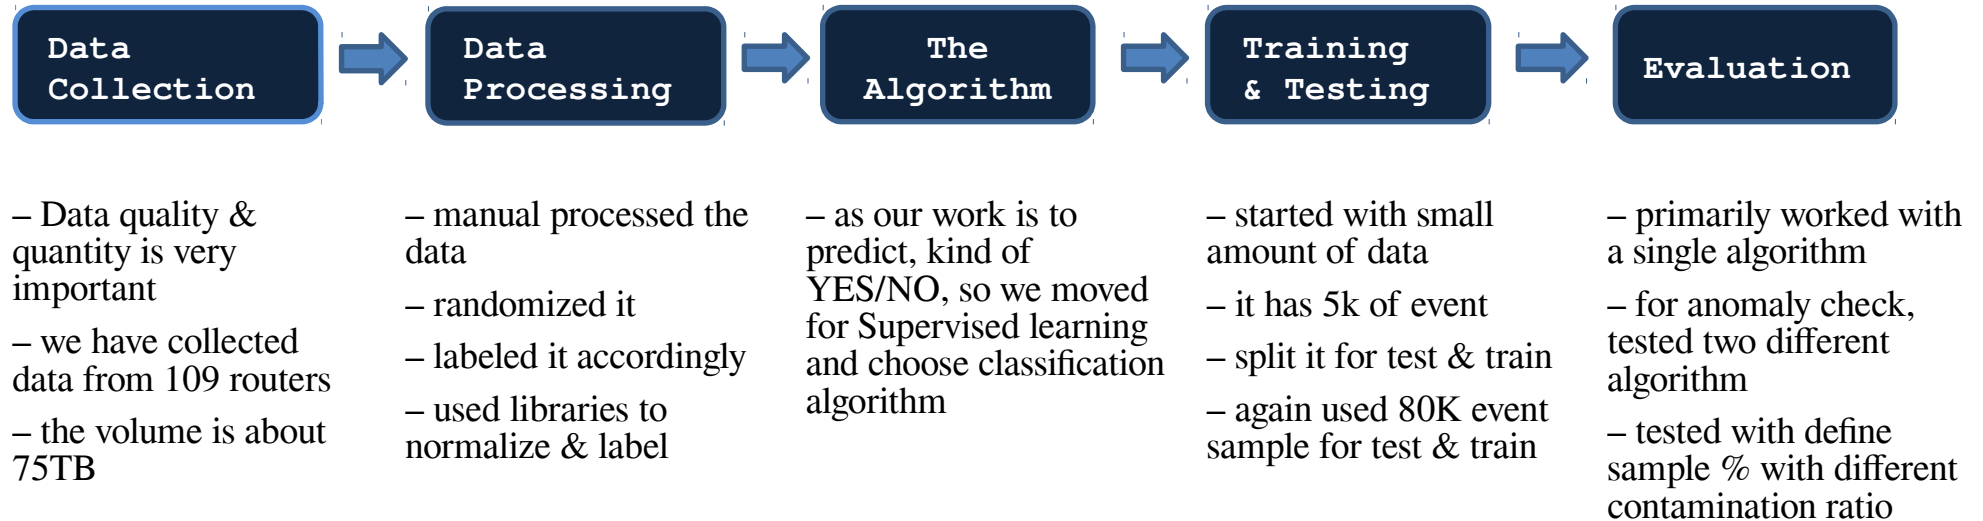 Data
Collection
Data
Processing
The
Algorithm
Training
& Testing
Evaluation
– Data quality &
quantity is very
important
– we have collected
data from 109 routers
– the volume is about
75TB
– manual processed the
data
– randomized it
– labeled it accordingly
– used libraries to
normalize & label
– as our work is to
predict, kind of
YES/NO, so we moved
for Supervised learning
and choose classification
algorithm
– started with small
amount of data
– it has 5k of event
– split it for test & train
– again used 80K event
sample for test & train
– primarily worked with
a single algorithm
– for anomaly check,
tested two different
algorithm
– tested with define
sample % with different
contamination ratio